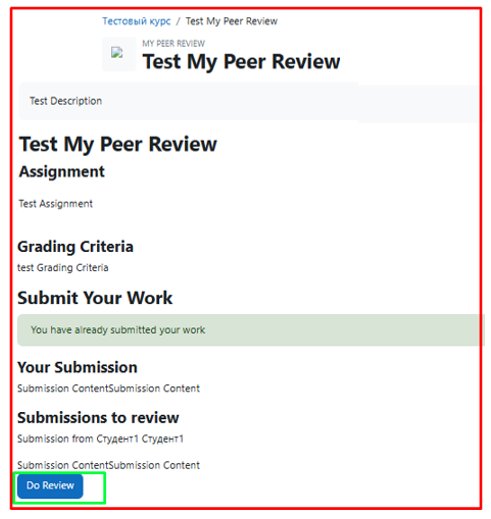 Тестовый курс / Test My Peer Review
MY PEER REVIEW
Test My Peer Review
Test Description
Test My Peer Review
Assignment
Test Assignment
Grading Criteria
test Grading Criteria
Submit Your Work
You have already submitted your work
Your Submission
Submission ContentSubmission Content
Submissions to review
Submission from Студент1 Студент1
Submission ContentSubmission Content
Do Review